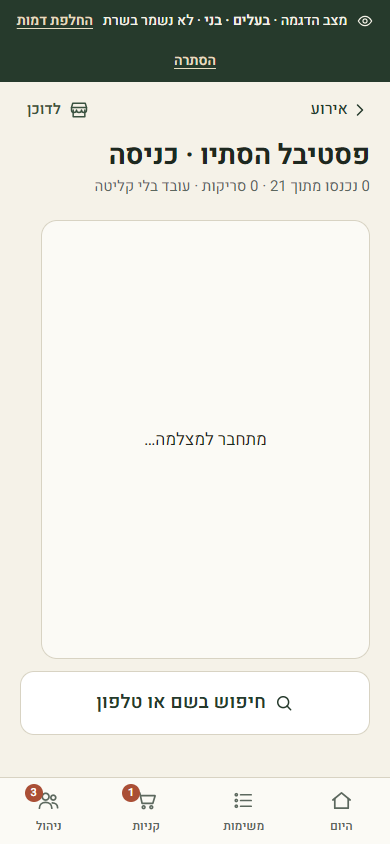 מצב הדגמה · בעלים · בני · לא נשמר בשרת החלפת דמות
הסתרה
אירוע
לדוכן
פסטיבל הסתיו · כניסה
0 נכנסו מתוך 21 · 0 סריקות · עובד בלי קליטה
מתחבר למצלמה...
חיפוש בשם או טלפון
היום
משימות
1
קניות
3
ניהול